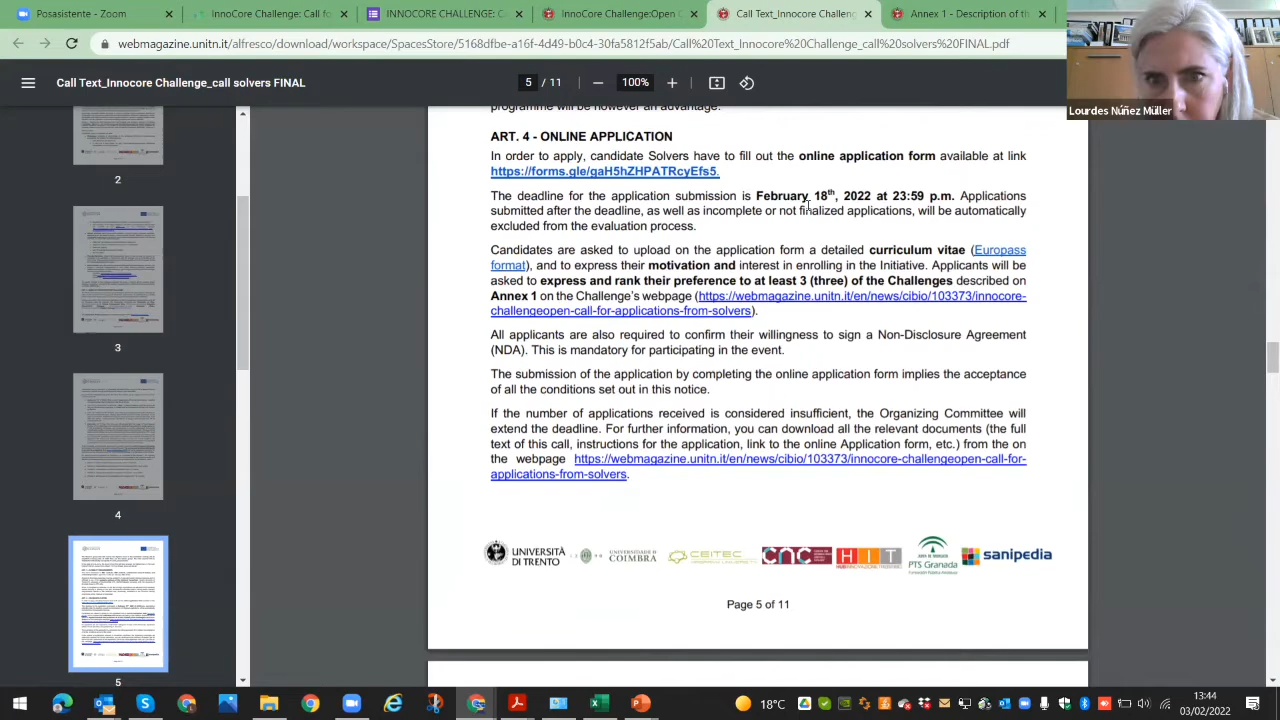 Online Application Form to p
INNOCORE CHALLENGE - OPEN
Call Text_Innocore Challenge_ca
Annex 1 - Description of th
webmagazine.unitn.it/alfresco/download/workspace/SpacesStore/5168dfbe-a16f-4d49-b6c4-30fa5812f5ab/Call%20Text_Innocore%20Challenge_call%20solvers%20FINAL.pdf
Call Text_Innocore Challenge_call solvers FINAL
5 / 11
100%
Lourdes Núñez Müller
programme will be however an advantage.
ART. 4 - ONLINE APPLICATION
In order to apply, candidate Solvers have to fill out the online application form available at link
https://forms.gle/gaH5hZHPATRcyEfs5.
The deadline for the application submission is February 18th, 2022 at 23:59 p.m. Applications
submitted after the deadline, as well as incomplete or not finalized applications, will be automatically
excluded from the evaluation process.
Candidates are asked to upload on the application form a detailed curriculum vitae (Europass
format), and to express their motivation and interest in enrolling in the Initiative. Applicants will be
asked to express and rank their preference to at least 3 (three) of the Challenges described on
Annex 1 on the Challenge's webpage (https://webmagazine.unitn.it/en/news/cibio/103373/innocore-
challengeopen-call-for-applications-from-solvers).
All applicants are also required to confirm their willingness to sign a Non-Disclosure Agreement
(NDA). This is mandatory for participating in the event.
The submission of the application by completing the online application form implies the acceptance
of all the conditions set out in this notice.
If the number of applications received is considered insufficient, the Organizing Committee will
extend the deadline. For further information, you can download all the relevant documents (the full
text of this call, instructions for the application, link to the online Application form, etc.) from the on
the webpage https://webmagazine.unitn.it/en/news/cibio/103373/innocore-challengeopen-call-for-
applications-from-solvers.
UNIVERSITÀ DI TRENTO
UNIVERSIDADE D COIMBRA
CEITEC
cnc
HIT
PTS Granada
sanipedia
Page 5 of 11
2
3
4
5
18°C
13:44
03/02/2022